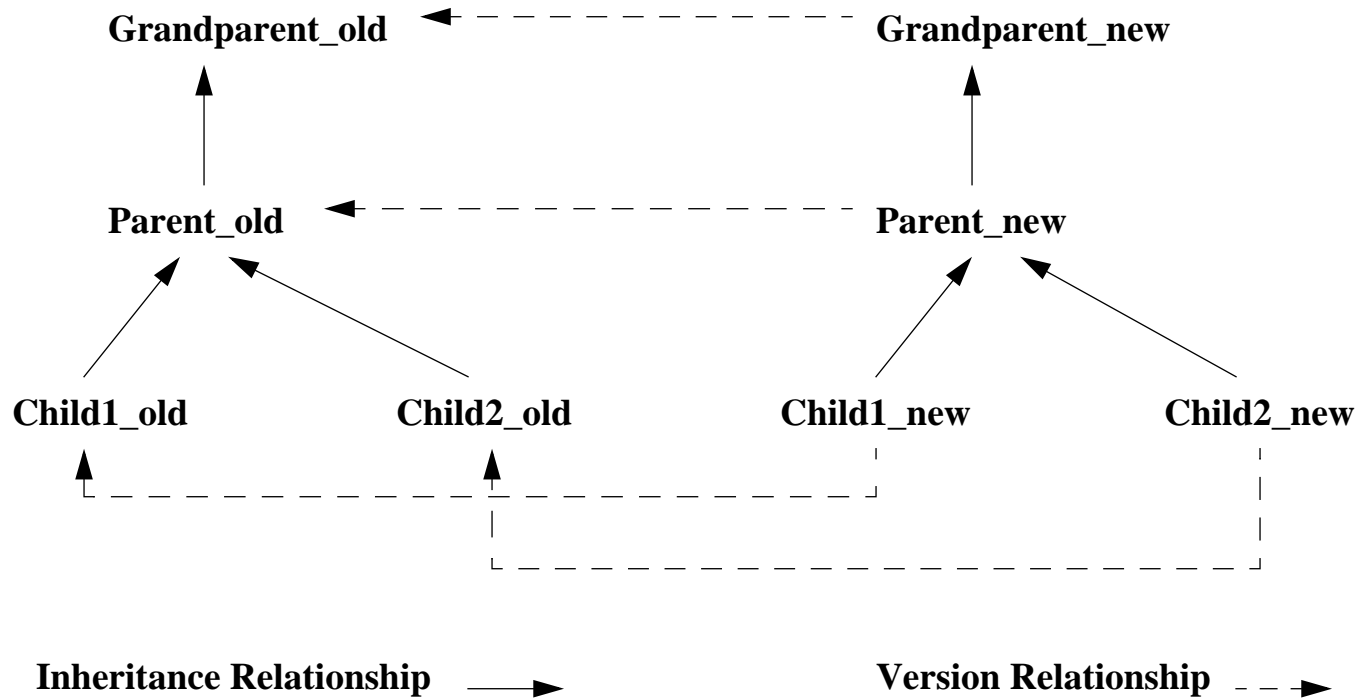 Grandparent_old
Grandparent_new
Parent_old
Parent_new
Child1_old
Child2_old
Child1_new
Child2_new
Inheritance Relationship
Version Relationship